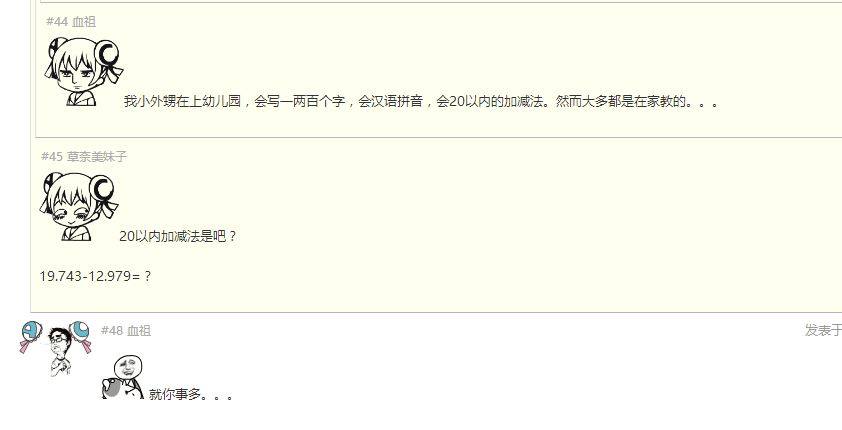 #44 血祖
我小外甥在上幼儿园，会写一两百个字，会汉语拼音，会20以内的加减法。然而大多都是在家教的。。。
#45 草奈美妹子
20以内加减法是吧？
19.743-12.979=？
#48 血祖
发表于
就你事多。。。